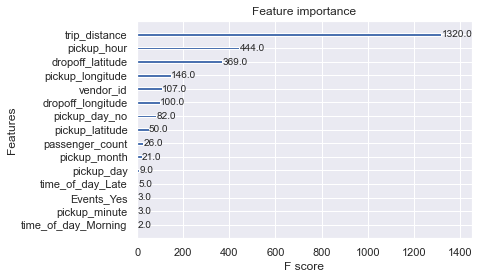 Feature importance
trip_distance 1320.0
pickup_hour 444.0
dropoff_latitude 369.0
pickup_longitude 146.0
vendor_id 107.0
dropoff_longitude 100.0
pickup_day_no 82.0
pickup_latitude 50.0
passenger_count 26.0
pickup_month 21.0
pickup_day 9.0
time_of_day_Late 5.0
Events_Yes 3.0
pickup_minute 3.0
time_of_day_Morning 2.0
Features
0 200 400 600 800 1000 1200 1400
F score